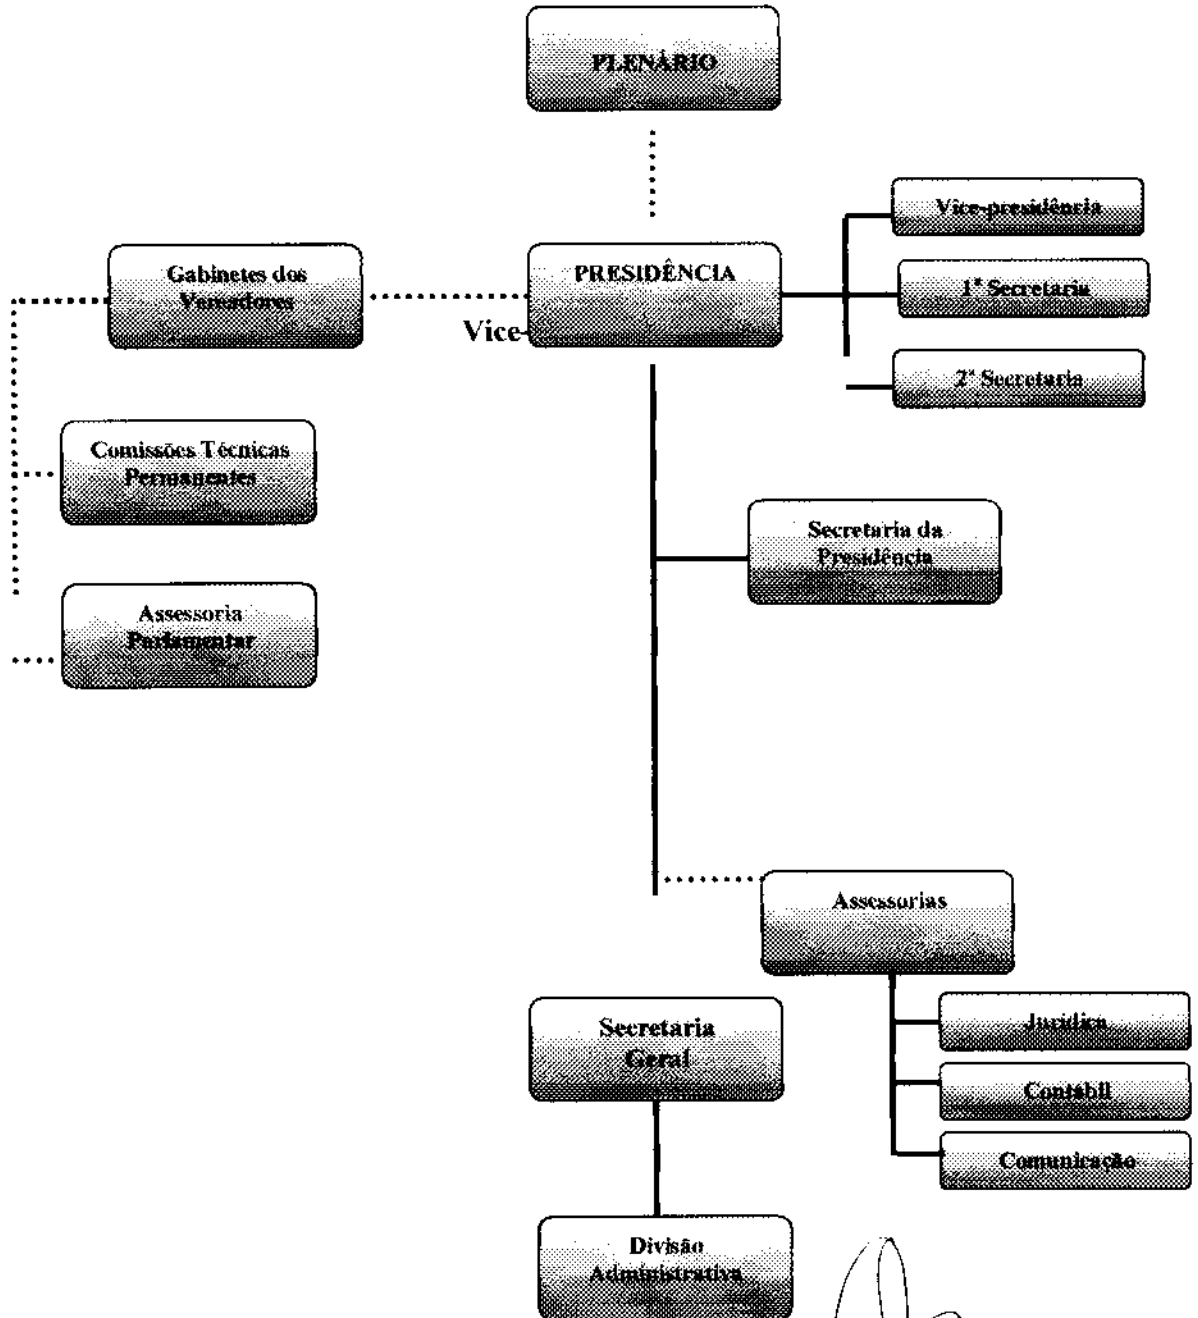 PLENÁRIO
Vice-presidência
Gabinetes dos
Vereadores
PRESIDÊNCIA
Vice-
1ª Secretaria
2ª Secretaria
Comissões Técnicas
Permanentes
Secretaria da
Presidência
Assessoria
Parlamentar
Assessorias
Secretaria
Geral
Jurídica
Contábil
Comunicação
Divisão
Administrativa